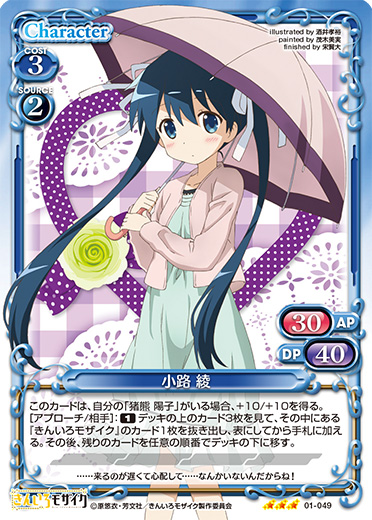 Character
illustrated by 酒井孝裕
painted by 茂木美実
finished by 宋賢大
COST
3
SOURCE
2
30 AP
DP 40
小路 綾
このカードは、自分の「猪熊 陽子」がいる場合、+10/+10を得る。
[アプローチ/相手]:1 デッキの上のカード3枚を見て、その中にある
「きんいろモザイク」のカード1枚を抜き出し、表にしてから手札に加え
る。その後、残りのカードを任意の順番でデッキの下に移す。
……来るのが遅くて心配して……なんかいないんだからね!
きんいろモザイク
©原悠衣・芳文社 / きんいろモザイク製作委員会
★★★ 01-049